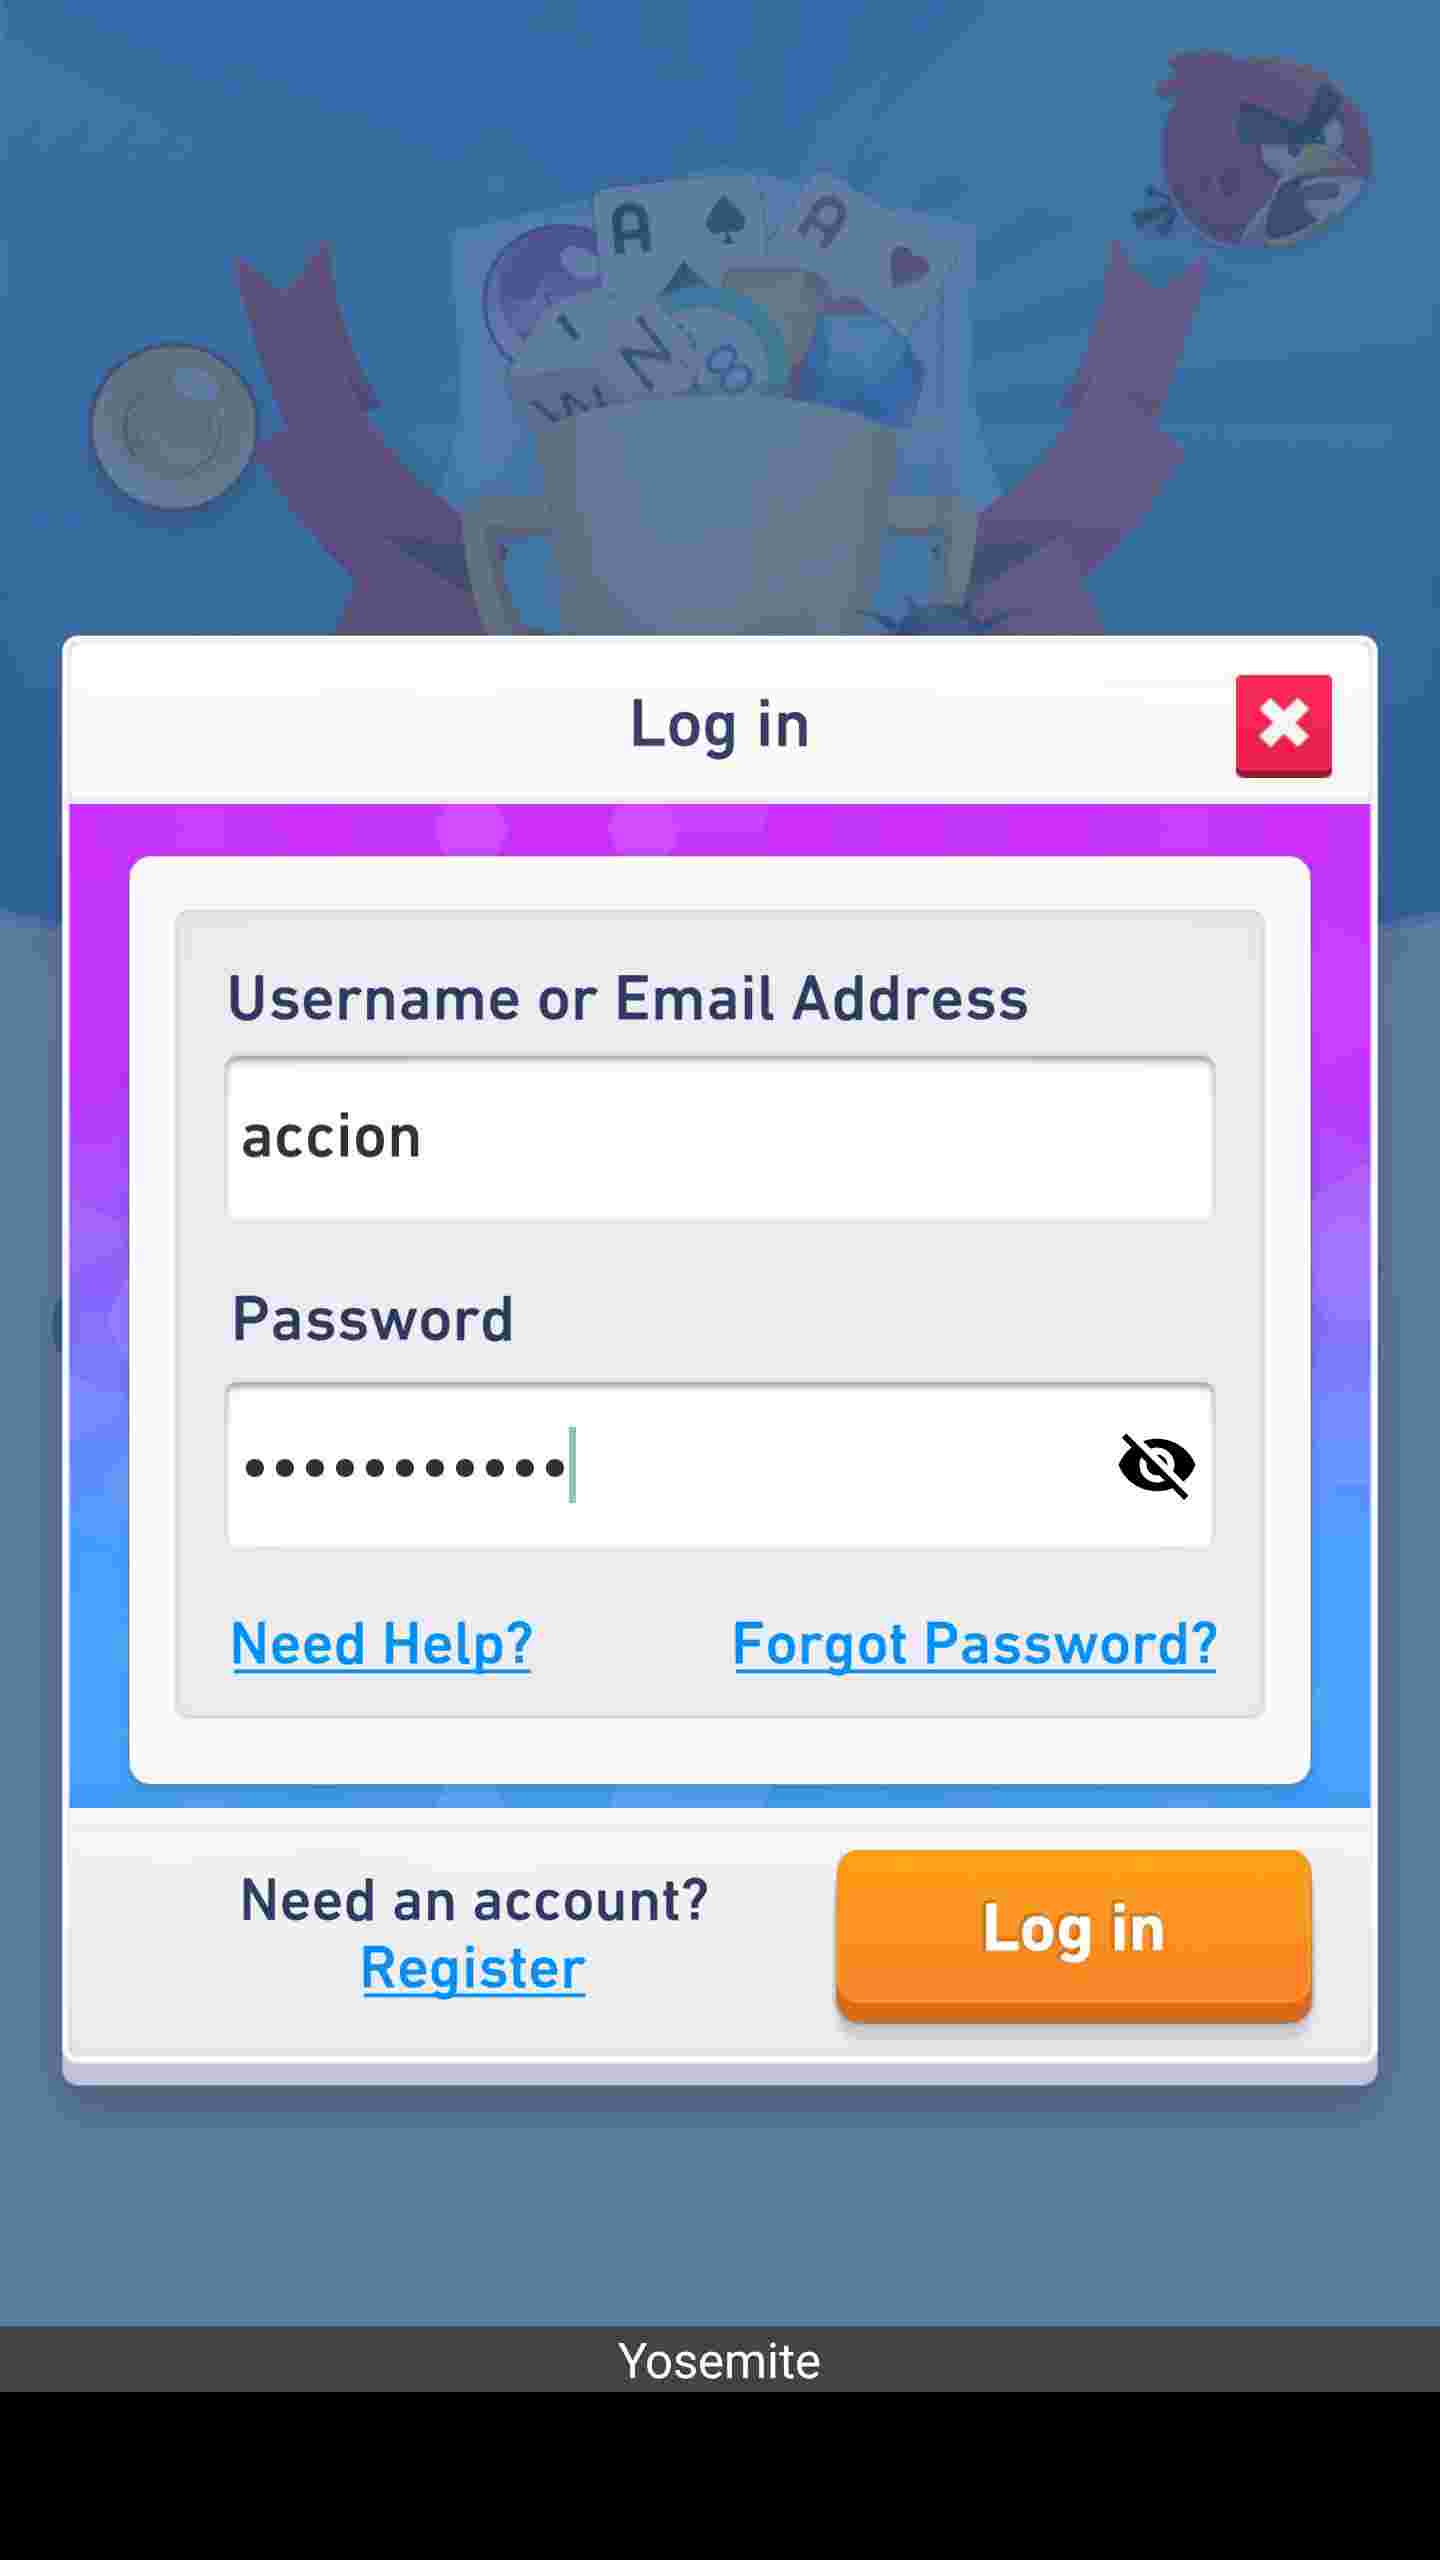 A
A
I
N
W
8
Log in
Username or Email Address
accion
Password
•••••••••••
Need Help?
Forgot Password?
Need an account?
Register
Log in
Yosemite